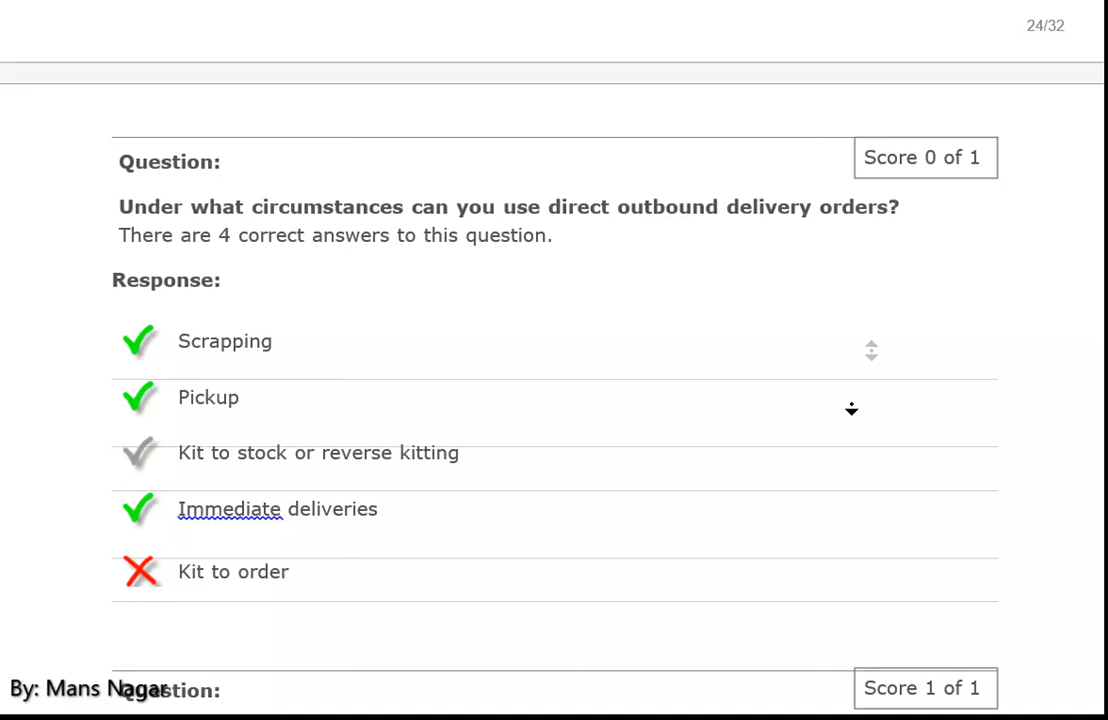 24/32
Question:
Score 0 of 1
Under what circumstances can you use direct outbound delivery orders?
There are 4 correct answers to this question.
Response:
Scrapping
Pickup
Kit to stock or reverse kitting
Immediate deliveries
Kit to order
By: Mans Nagar
Question:
Score 1 of 1